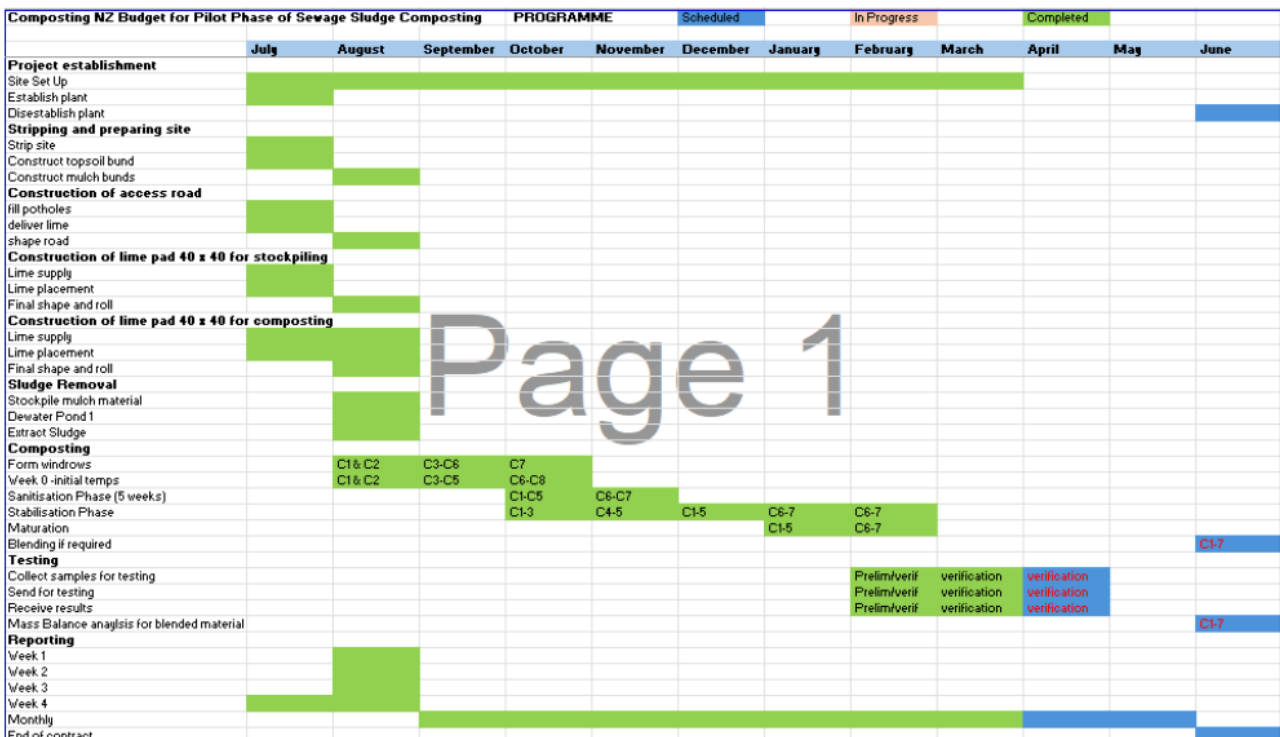 Composting NZ Budget for Pilot Phase of Sewage Sludge Composting PROGRAMME Scheduled In Progress Completed
July August September October November December January February March April May June
Project establishment
Site Set Up
Establish plant
Disestablish plant
Stripping and preparing site
Strip site
Construct topsoil bund
Construct mulch bunds
Construction of access road
fill potholes
deliver lime
shape road
Construction of lime pad 40 x 40 for stockpiling
Lime supply
Lime placement
Final shape and roll
Construction of lime pad 40 x 40 for composting
Lime supply
Lime placement
Final shape and roll
Page 1
Sludge Removal
Stockpile mulch material
Dewater Pond 1
Extract Sludge
Composting
Form windrows C1 & C2 C3-C6 C7
Week 0 -initial temps C1 & C2 C3-C5 C6-C8
Sanitisation Phase (5 weeks) C1-C5 C6-C7
Stabilisation Phase C1-3 C4-5 C1-5 C6-7 C6-7
Maturation C1-5 C6-7
Blending if required C1-7
Testing
Collect samples for testing Prelim/verif verification verification
Send for testing Prelim/verif verification verification
Receive results Prelim/verif verification verification
Mass Balance anaylsis for blended material C1-7
Reporting
Week 1
Week 2
Week 3
Week 4
Monthly
End of contract